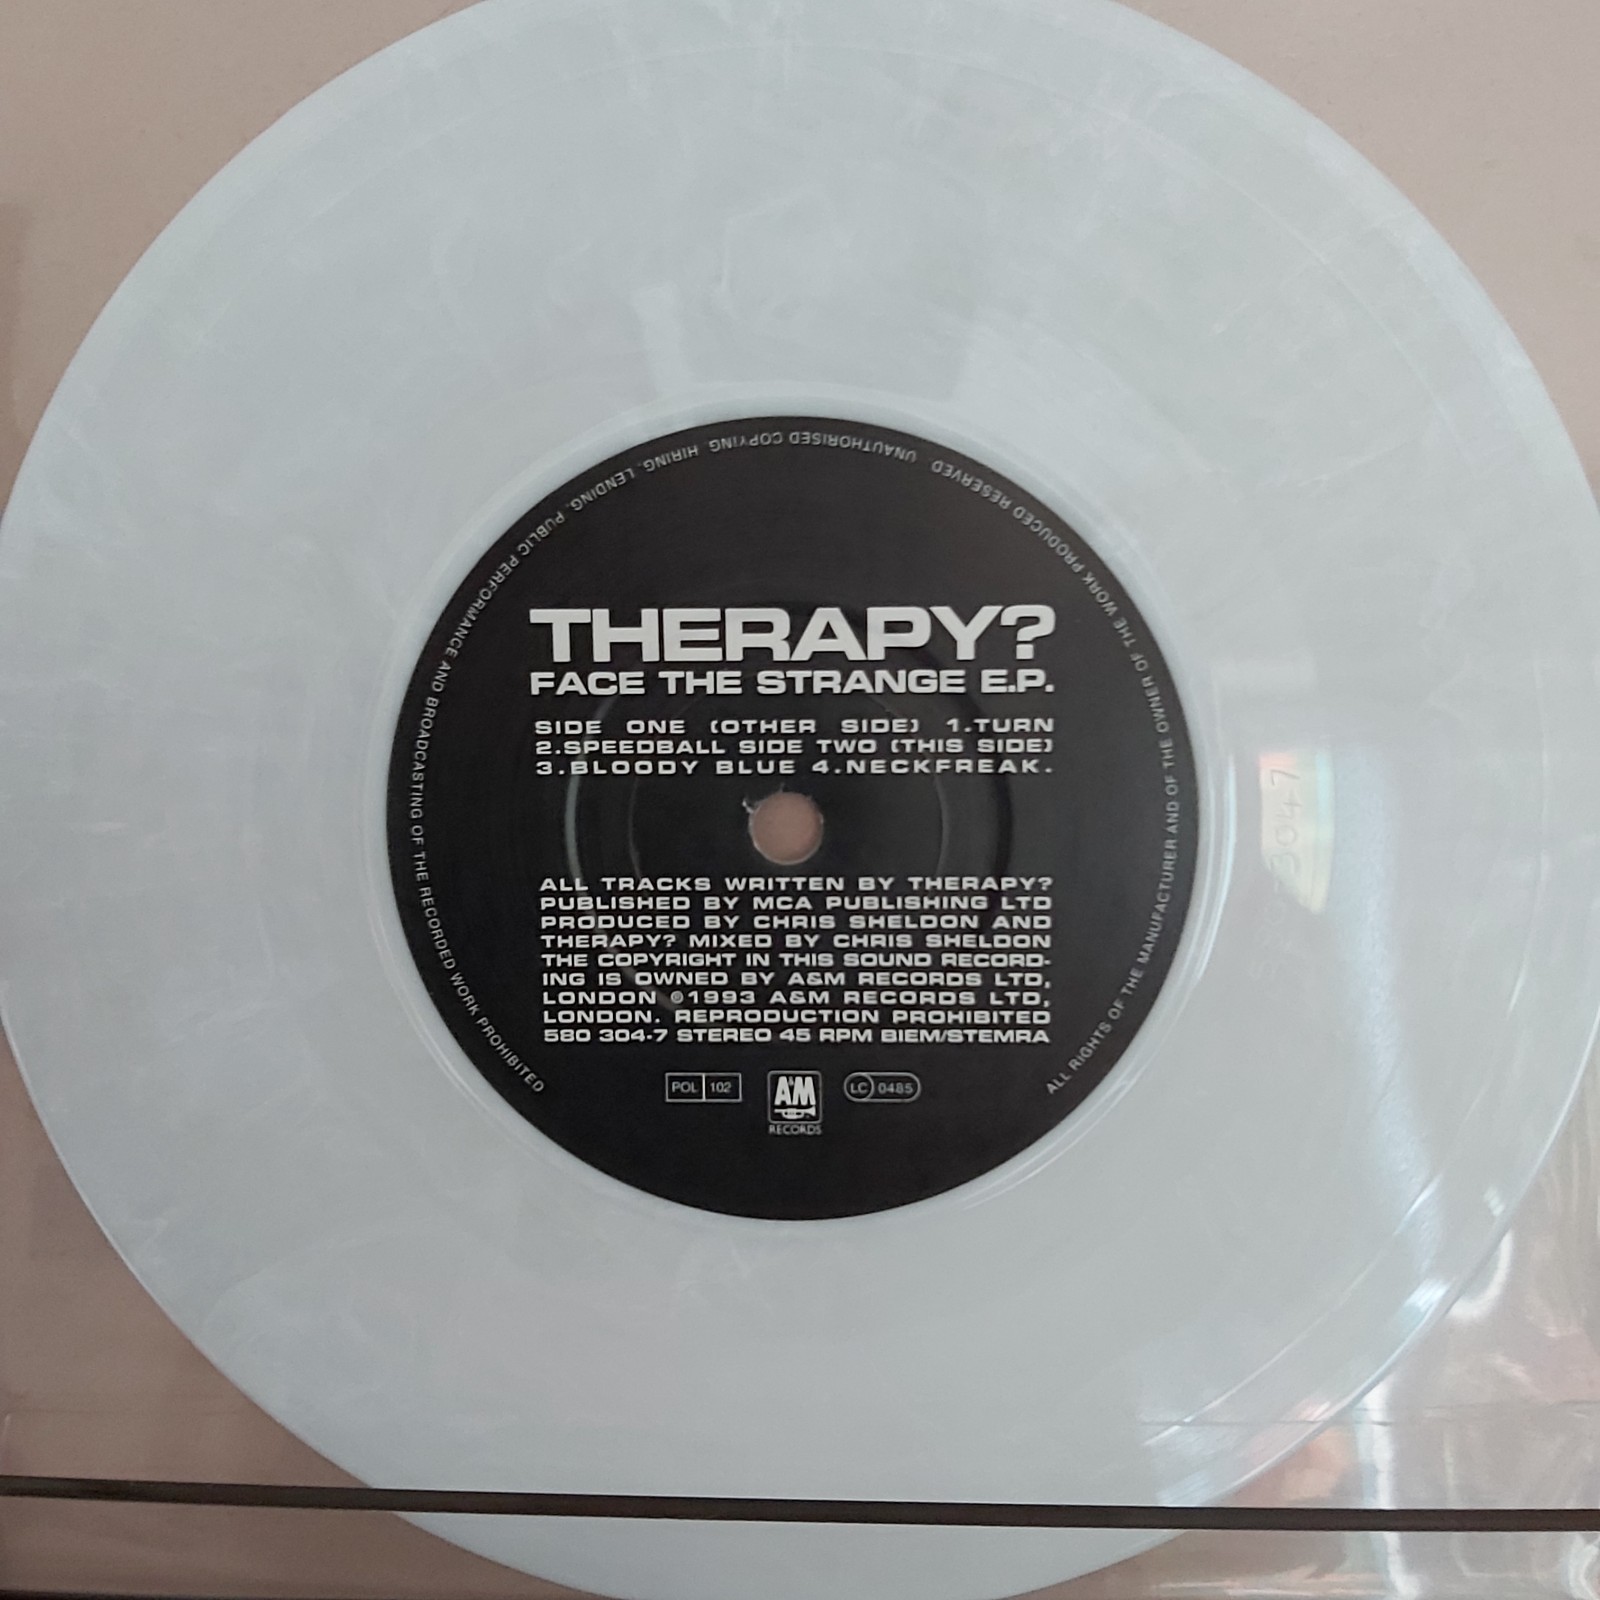 THERAPY?
FACE THE STRANGE E.P.
SIDE ONE (OTHER SIDE) 1.TURN
2.SPEEDBALL SIDE TWO (THIS SIDE)
3.BLOODY BLUE 4.NECKFREAK.
ALL TRACKS WRITTEN BY THERAPY?
PUBLISHED BY MCA PUBLISHING LTD
PRODUCED BY CHRIS SHELDON AND
THERAPY? MIXED BY CHRIS SHELDON
THE COPYRIGHT IN THIS SOUND RECORD-
ING IS OWNED BY A&M RECORDS LTD,
LONDON ℗1993 A&M RECORDS LTD,
LONDON. REPRODUCTION PROHIBITED
580 304-7 STEREO 45 RPM BIEM/STEMRA
POL 102
A&M
RECORDS
LC 0485
ALL RIGHTS OF THE MANUFACTURER AND OF THE OWNER OF THE WORK PRODUCED RESERVED. UNAUTHORISED COPYING, HIRING, LENDING, PUBLIC PERFORMANCE AND BROADCASTING OF THE RECORDED WORK PROHIBITED
3047